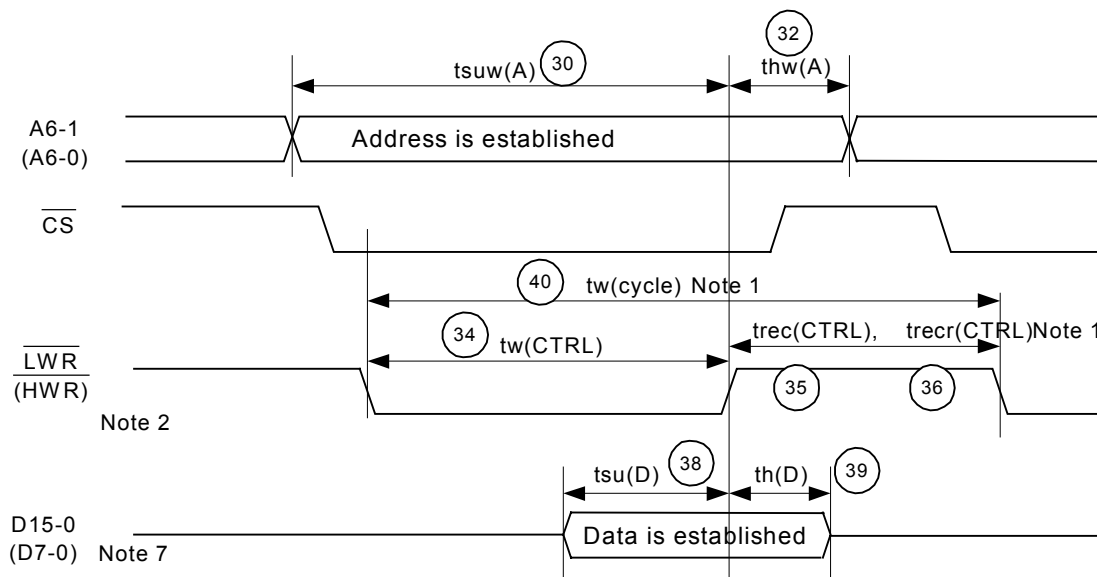 32
tsuw(A) 30 thw(A)
A6-1
(A6-0)
Address is established
CS
40 tw(cycle) Note 1
34 tw(CTRL)
trec(CTRL), trecr(CTRL)Note 1
LWR
(HWR)
Note 2
35 36
tsu(D) 38 th(D) 39
D15-0
(D7-0) Note 7
Data is established